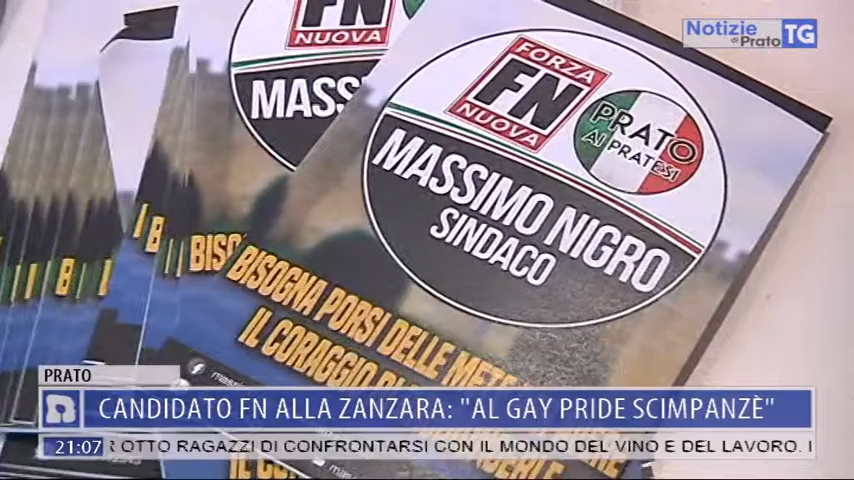 Notizie
di Prato TG
FN
NUOVA
MASS
FORZA
FN
NUOVA
PRATO
AI PRATESI
MASSIMO NIGRO
SINDACO
BISOGNA PORSI DELLE
IL CORAGGIO
PRATO
CANDIDATO FN ALLA ZANZARA: "AL GAY PRIDE SCIMPANZÈ"
21:07 R OTTO RAGAZZI DI CONFRONTARSI CON IL MONDO DEL VINO E DEL LAVORO. I